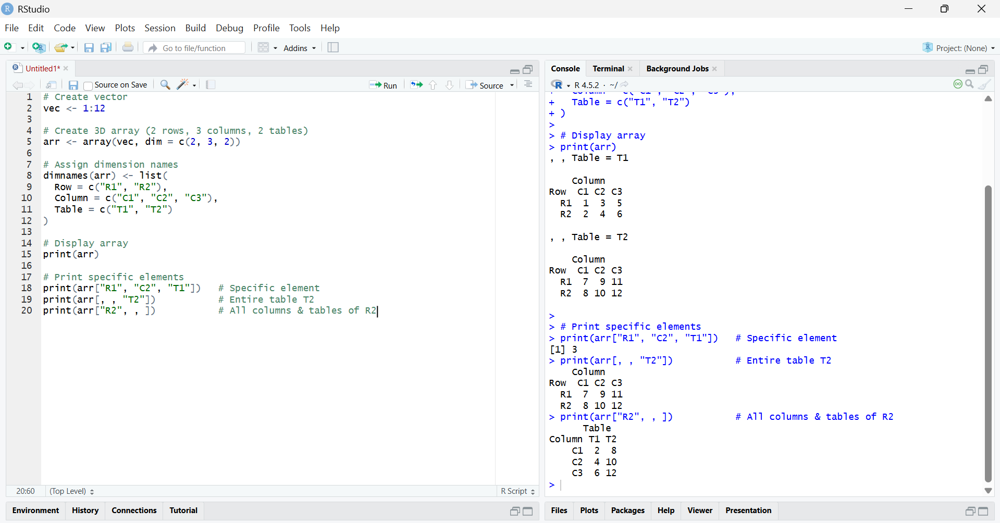 RStudio
File Edit Code View Plots Session Build Debug Profile Tools Help
Go to file/function Addins Project: (None)
Untitled1*
Source on Save Run Source
1 # Create vector
2 vec <- 1:12
3
4 # Create 3D array (2 rows, 3 columns, 2 tables)
5 arr <- array(vec, dim = c(2, 3, 2))
6
7 # Assign dimension names
8 dimnames(arr) <- list(
9   Row = c("R1", "R2"),
10   Column = c("C1", "C2", "C3"),
11   Table = c("T1", "T2")
12 )
13
14 # Display array
15 print(arr)
16
17 # Print specific elements
18 print(arr["R1", "C2", "T1"])   # Specific element
19 print(arr[, , "T2"])           # Entire table T2
20 print(arr["R2", , ])           # All columns & tables of R2
20:60 (Top Level) R Script
Environment History Connections Tutorial
Console Terminal Background Jobs
R 4.5.2 · ~/
+   Column = c("C1", "C2", "C3"),
+   Table = c("T1", "T2")
+ )
>
> # Display array
> print(arr)
, , Table = T1
    Column
Row  C1 C2 C3
  R1  1  3  5
  R2  2  4  6
, , Table = T2
    Column
Row  C1 C2 C3
  R1  7  9 11
  R2  8 10 12
>
> # Print specific elements
> print(arr["R1", "C2", "T1"])   # Specific element
[1] 3
> print(arr[, , "T2"])           # Entire table T2
    Column
Row  C1 C2 C3
  R1  7  9 11
  R2  8 10 12
> print(arr["R2", , ])           # All columns & tables of R2
      Table
Column T1 T2
    C1  2  8
    C2  4 10
    C3  6 12
>
Files Plots Packages Help Viewer Presentation